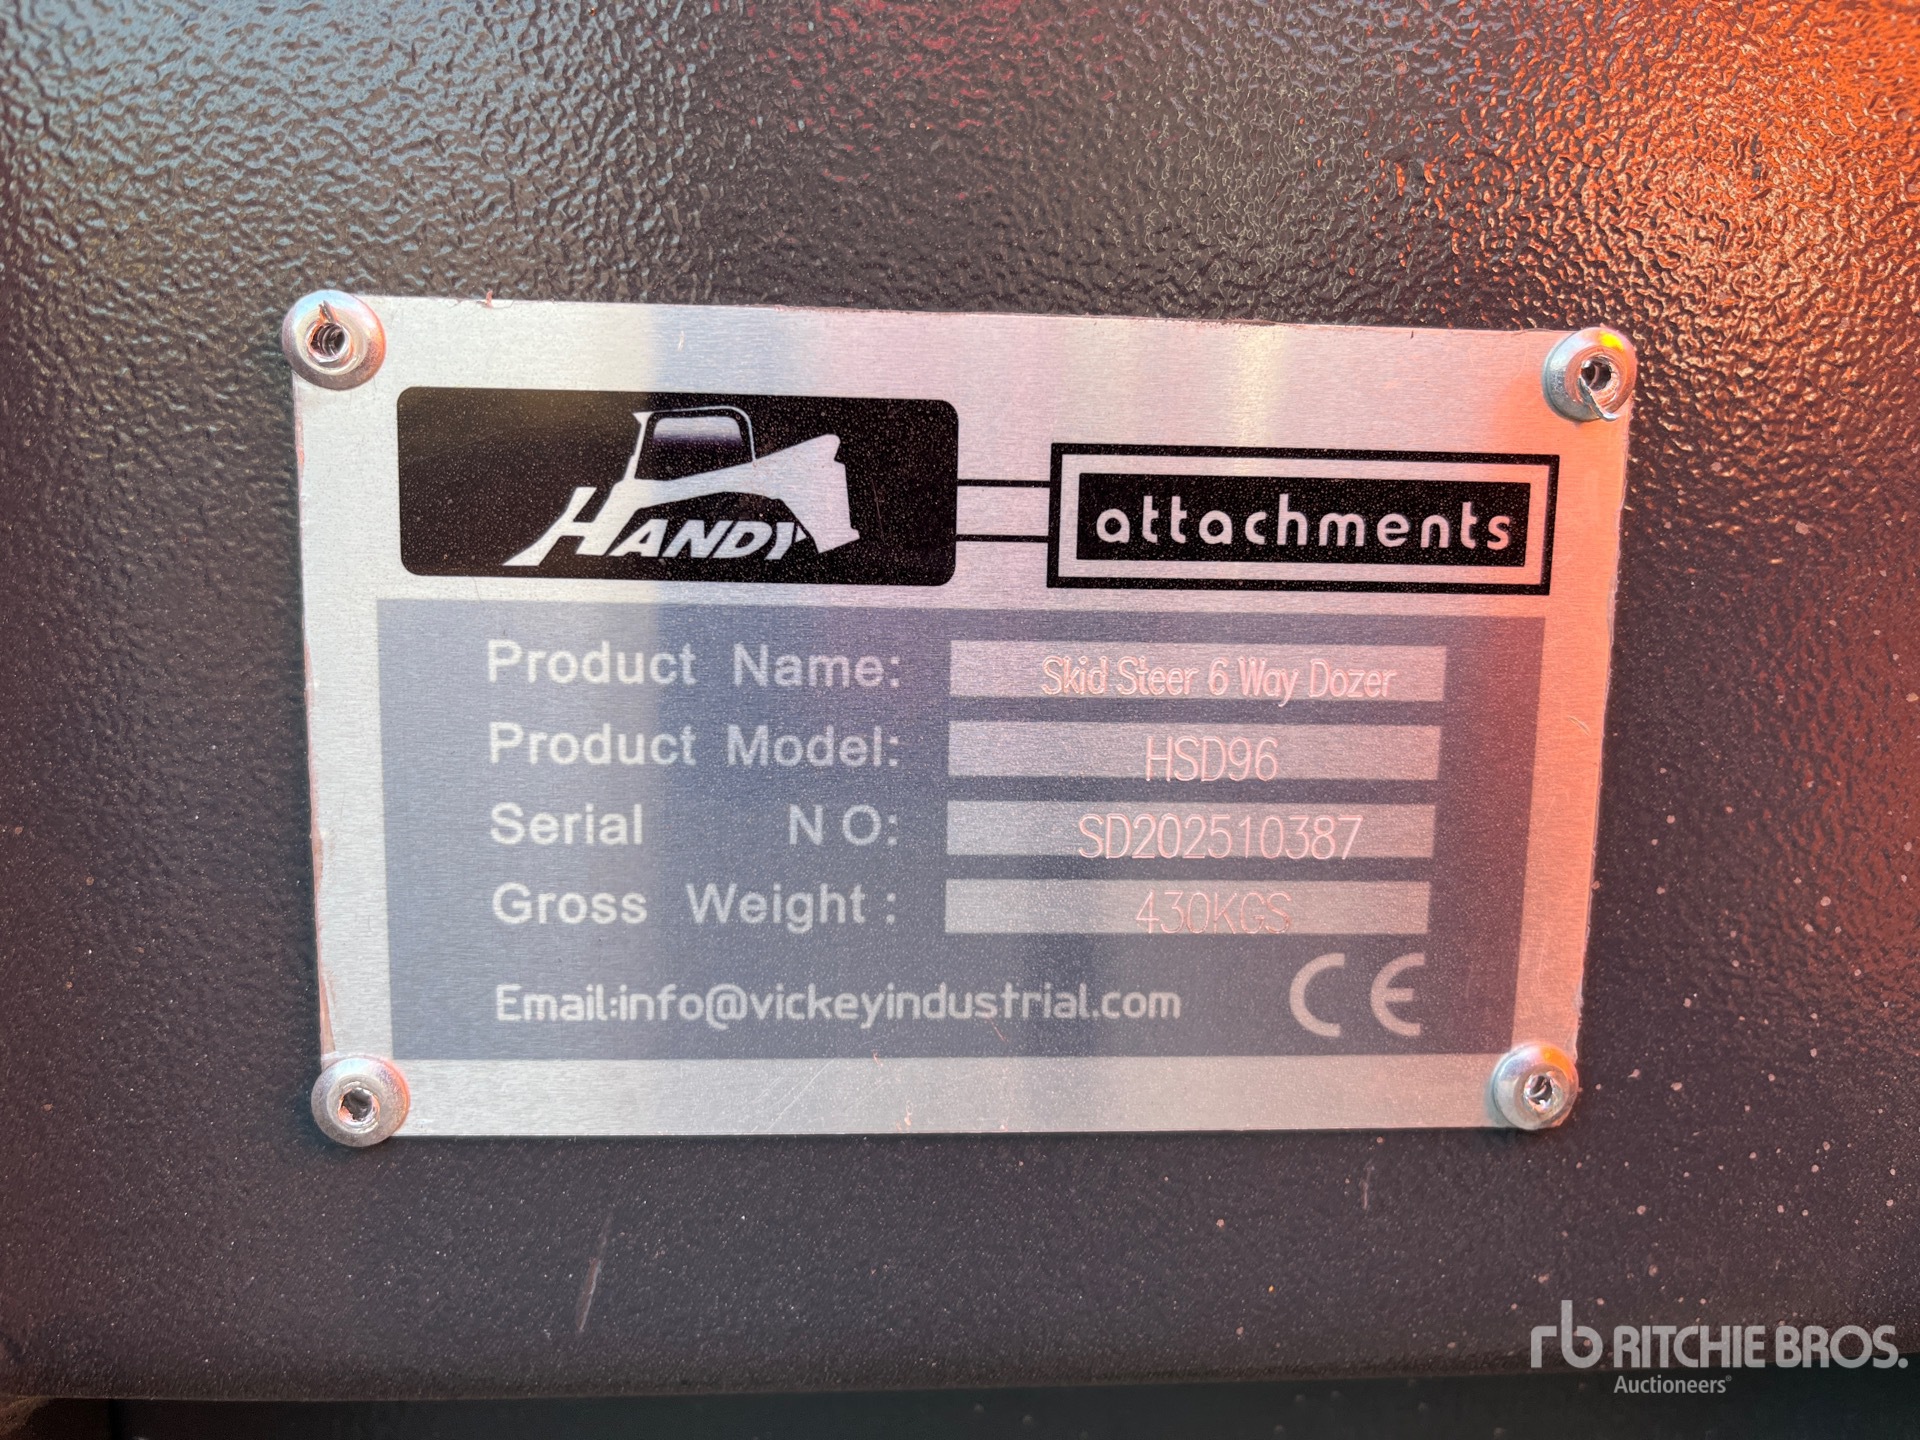 HANDY
attachments
Product Name: Skid Steer 6 Way Dozer
Product Model: HSD96
Serial NO: SD202510387
Gross Weight: 430KGS
Email:info@vickeyindustrial.com CE
rb RITCHIE BROS.
Auctioneers